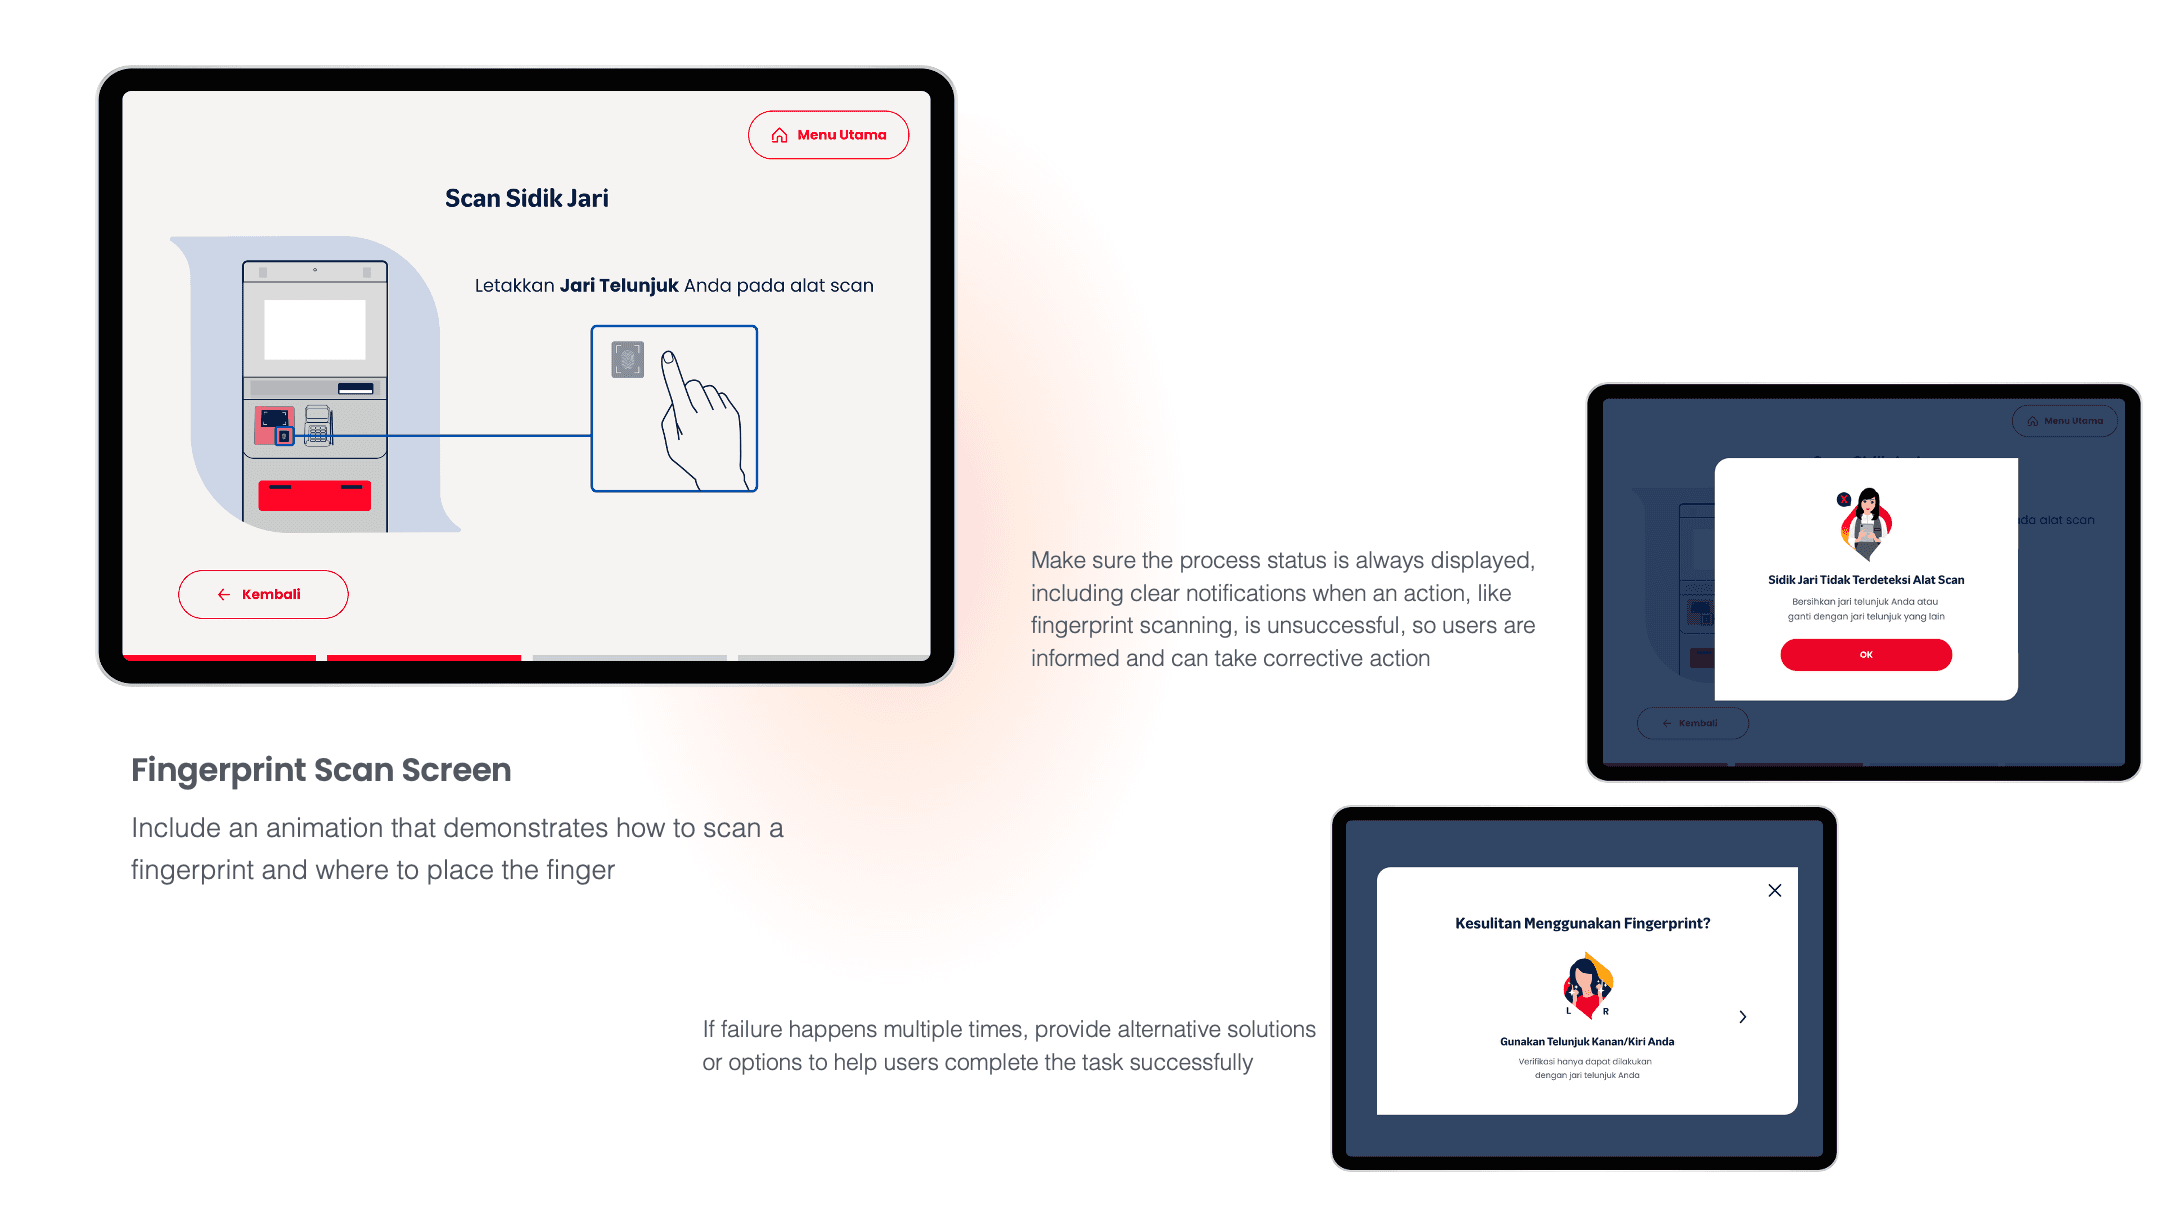 Menu Utama
Scan Sidik Jari
Letakkan Jari Telunjuk Anda pada alat scan
Kembali
Fingerprint Scan Screen
Include an animation that demonstrates how to scan a
fingerprint and where to place the finger
Make sure the process status is always displayed,
including clear notifications when an action, like
fingerprint scanning, is unsuccessful, so users are
informed and can take corrective action
Menu Utama
ada alat scan
X
Sidik Jari Tidak Terdeteksi Alat Scan
Bersihkan jari telunjuk Anda atau
ganti dengan jari telunjuk yang lain
OK
Kembali
If failure happens multiple times, provide alternative solutions
or options to help users complete the task successfully
Kesulitan Menggunakan Fingerprint?
L R
Gunakan Telunjuk Kanan/Kiri Anda
Verifikasi hanya dapat dilakukan
dengan jari telunjuk Anda